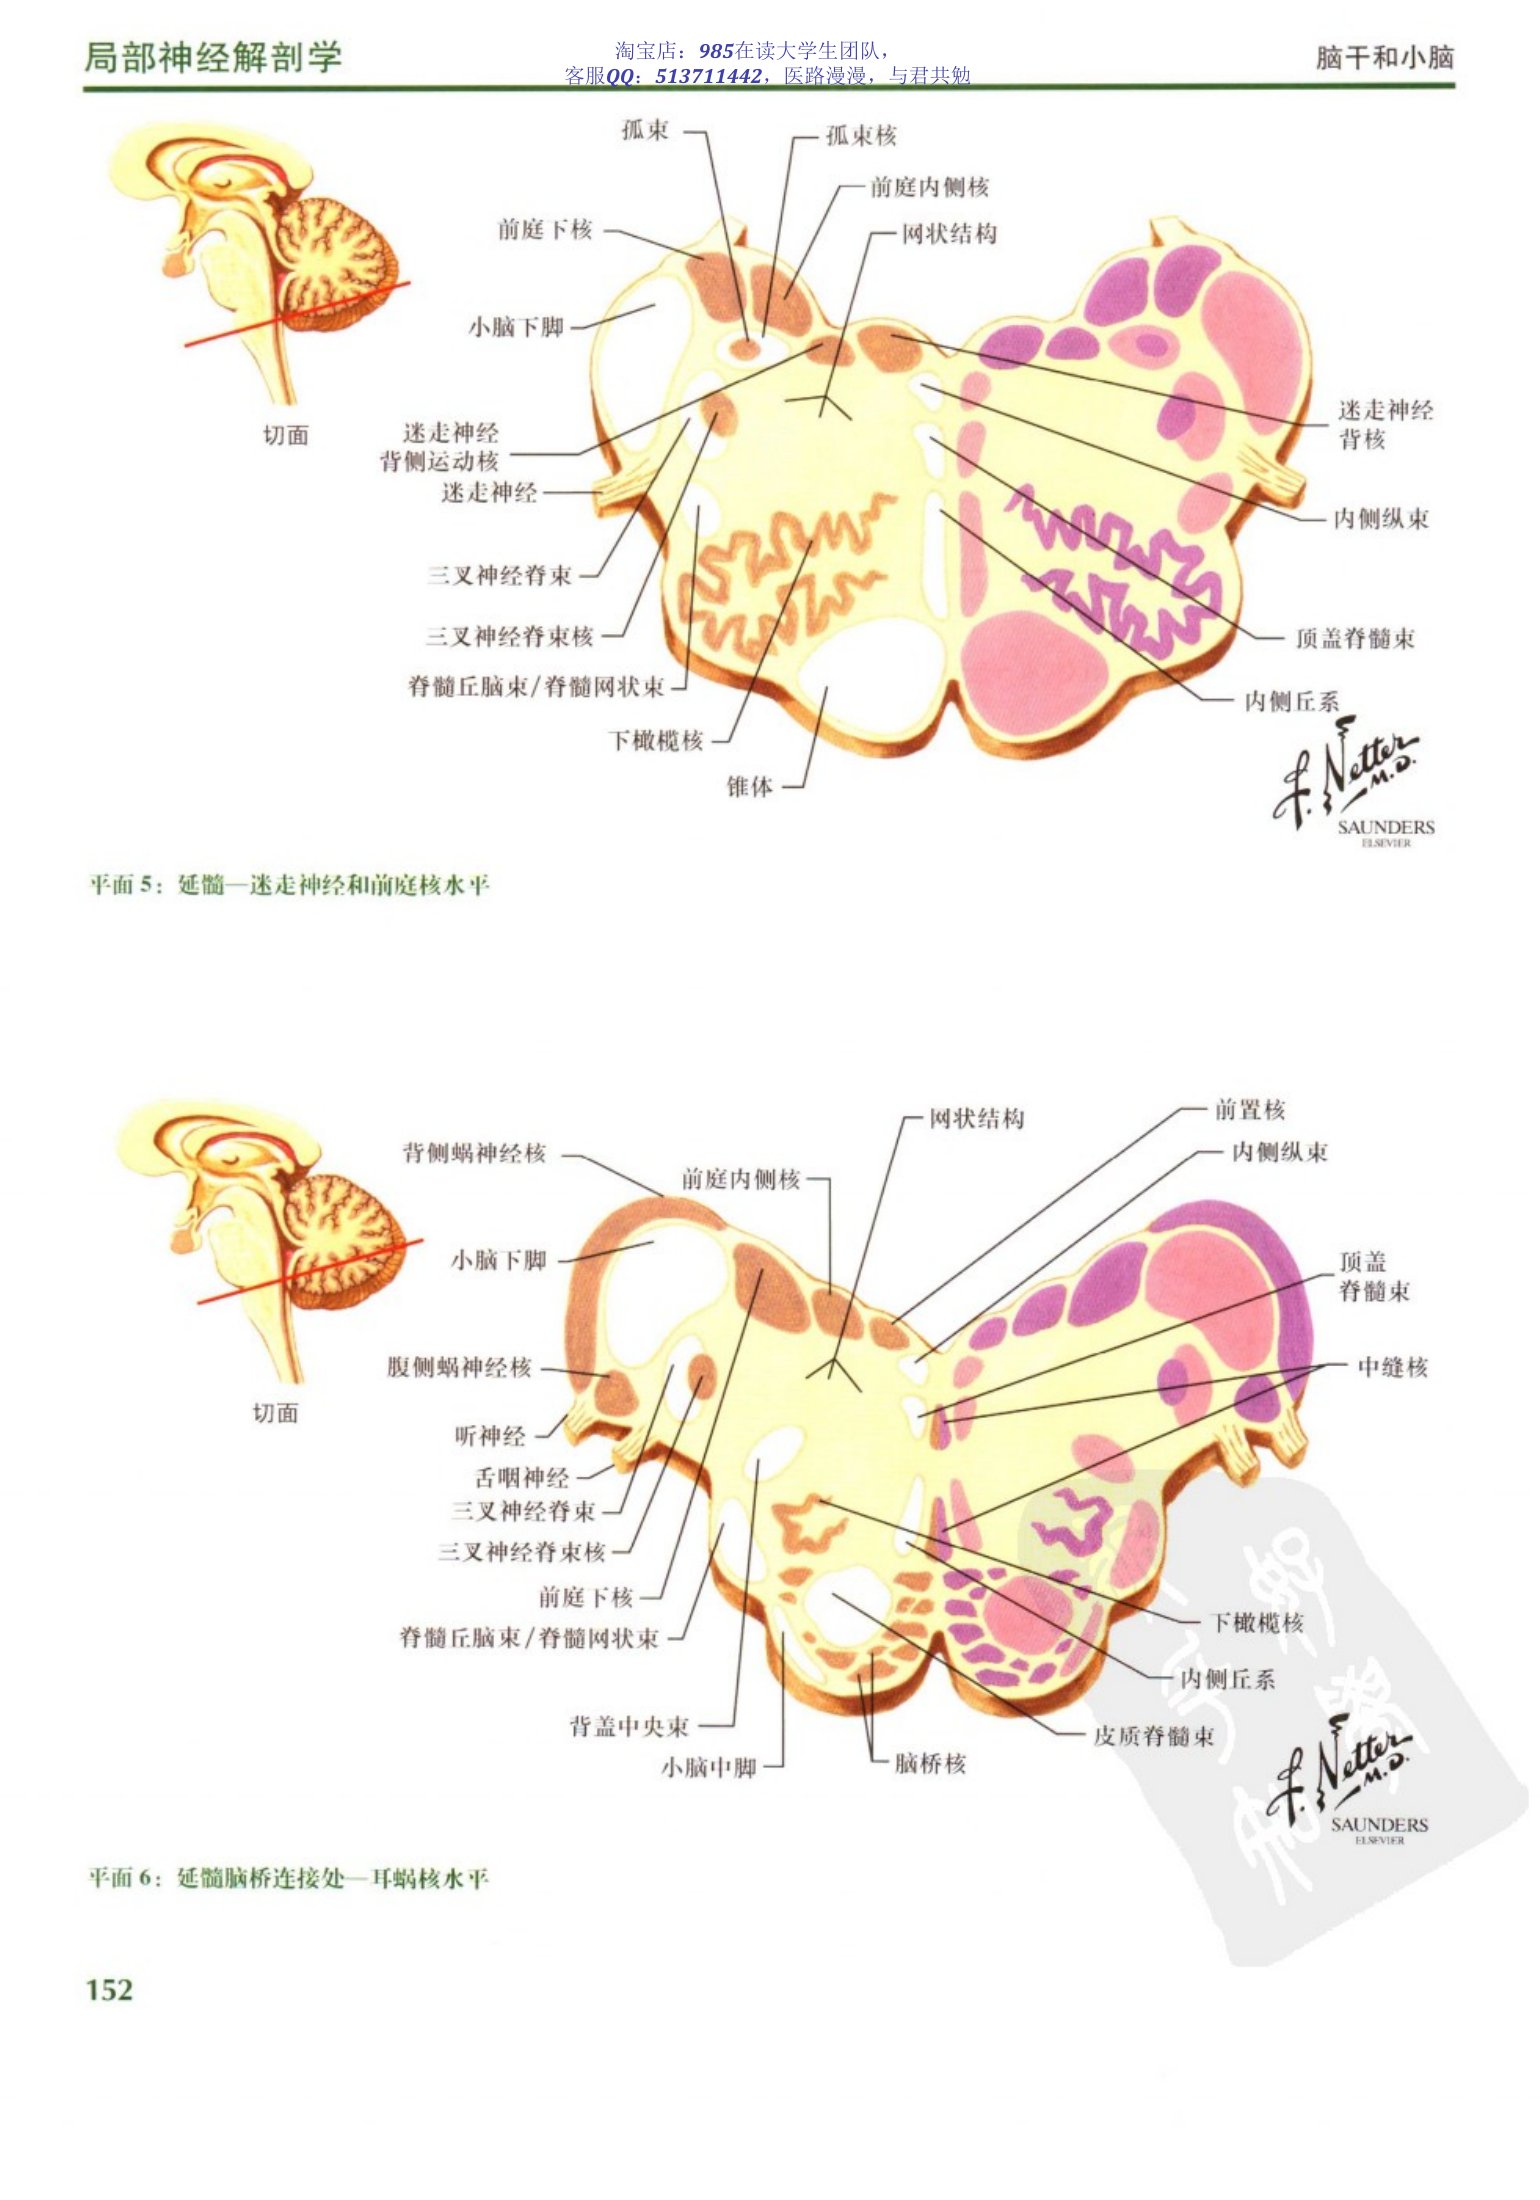 局部神经解剖学
淘宝店：985在读大学生团队，
客服QQ：513711442，医路漫漫，与君共勉
脑干和小脑
孤束
孤束核
前庭内侧核
前庭下核
网状结构
小脑下脚
切面
迷走神经
背侧运动核
迷走神经
背核
迷走神经
内侧纵束
三叉神经脊束
三叉神经脊束核
顶盖脊髓束
脊髓丘脑束/脊髓网状束
内侧丘系
下橄榄核
锥体
F. Netter
M.D.
SAUNDERS
ELSEVIER
平面 5：延髓—迷走神经和前庭核水平
网状结构
前置核
背侧蜗神经核
内侧纵束
前庭内侧核
小脑下脚
顶盖
脊髓束
腹侧蜗神经核
中缝核
切面
听神经
舌咽神经
三叉神经脊束
三叉神经脊束核
前庭下核
下橄榄核
脊髓丘脑束/脊髓网状束
内侧丘系
背盖中央束
皮质脊髓束
小脑中脚
脑桥核
F. Netter
M.D.
SAUNDERS
ELSEVIER
平面 6：延髓脑桥连接处—耳蜗核水平
152